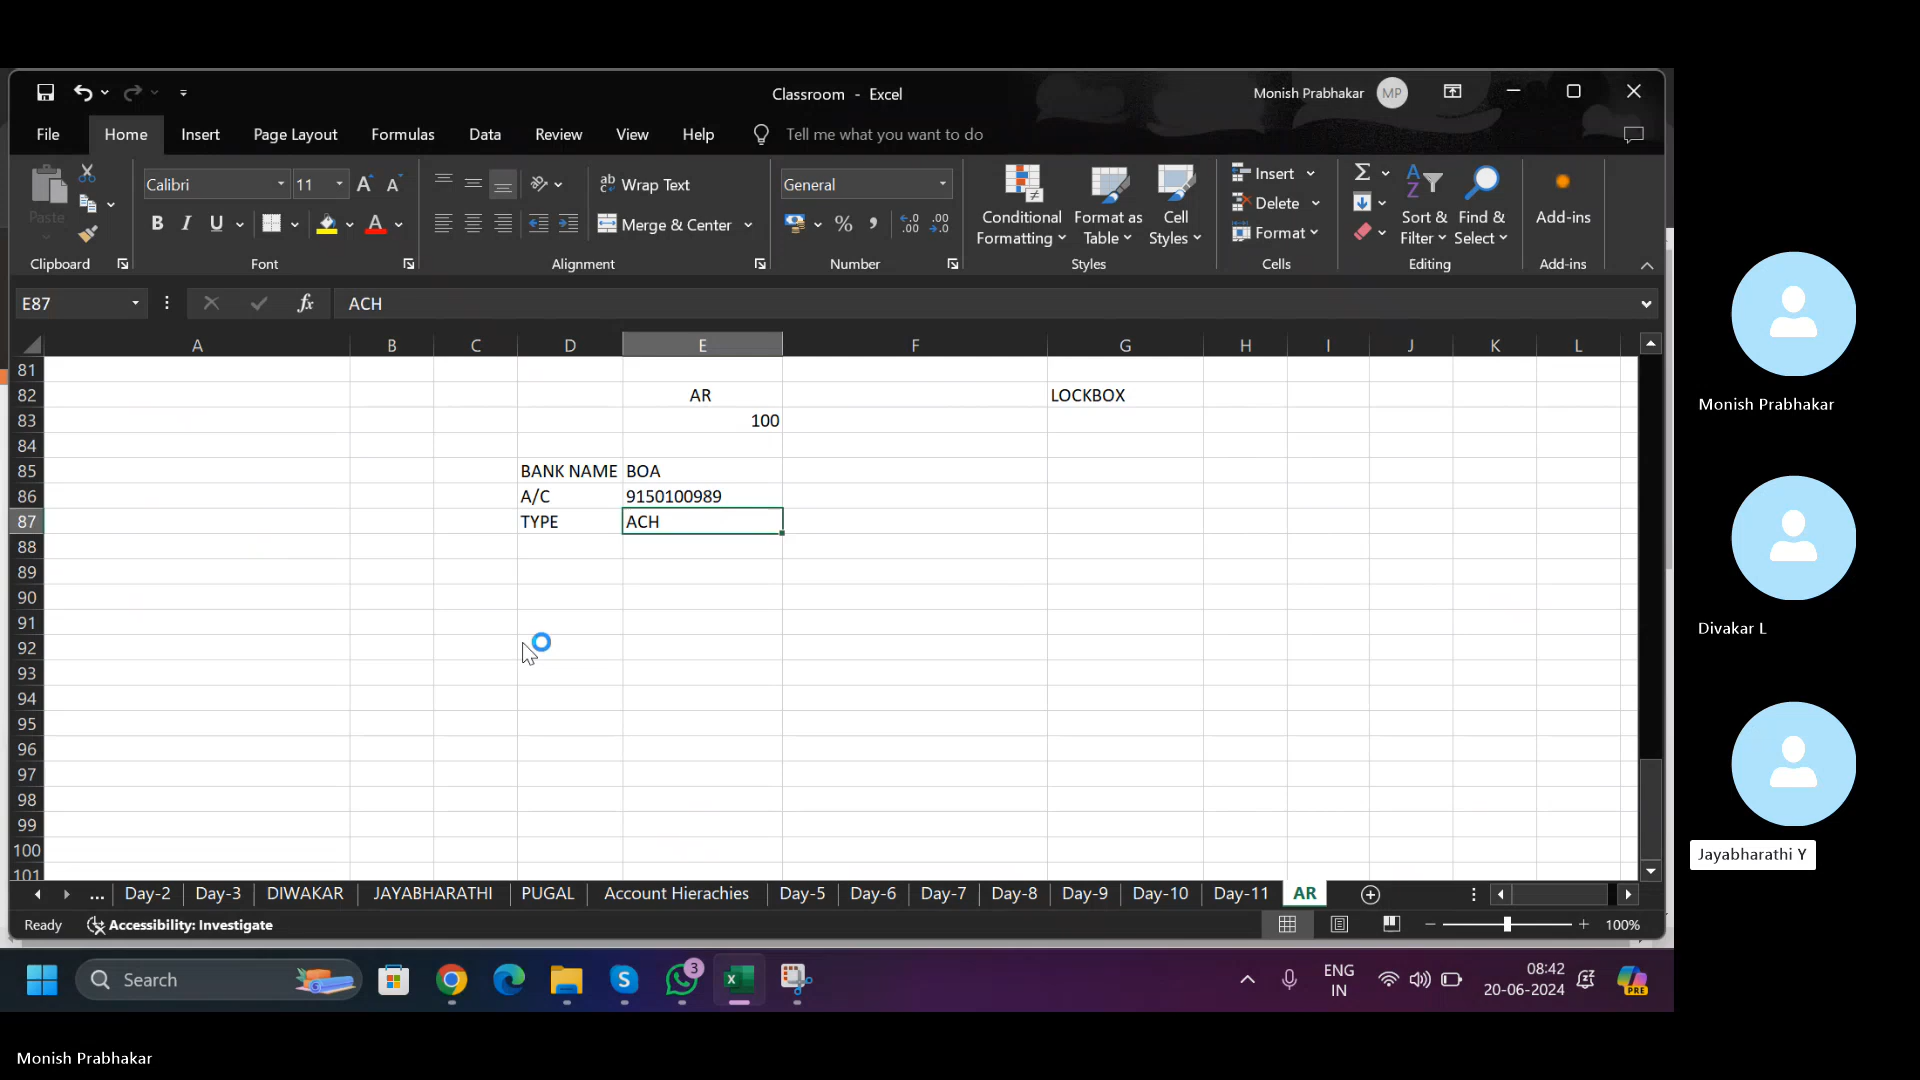 Classroom - Excel
Monish Prabhakar MP
File Home Insert Page Layout Formulas Data Review View Help Tell me what you want to do
Paste
Calibri 11
Wrap Text
General
Merge & Center
Conditional Formatting
Format as Table
Cell Styles
Insert
Delete
Format
Sort & Filter
Find & Select
Add-ins
Clipboard Font Alignment Number Styles Cells Editing Add-ins
E87 fx ACH
A B C D E F G H I J K L
81
82 AR LOCKBOX
83 100
84
85 BANK NAME BOA
86 A/C 9150100989
87 TYPE ACH
88
89
90
91
92
93
94
95
96
97
98
99
100
101
... Day-2 Day-3 DIWAKAR JAYABHARATHI PUGAL Account Hierachies Day-5 Day-6 Day-7 Day-8 Day-9 Day-10 Day-11 AR
Ready Accessibility: Investigate 100%
Search 3 ENG IN 08:42 20-06-2024 PRE
Monish Prabhakar
Divakar L
Jayabharathi Y
Monish Prabhakar